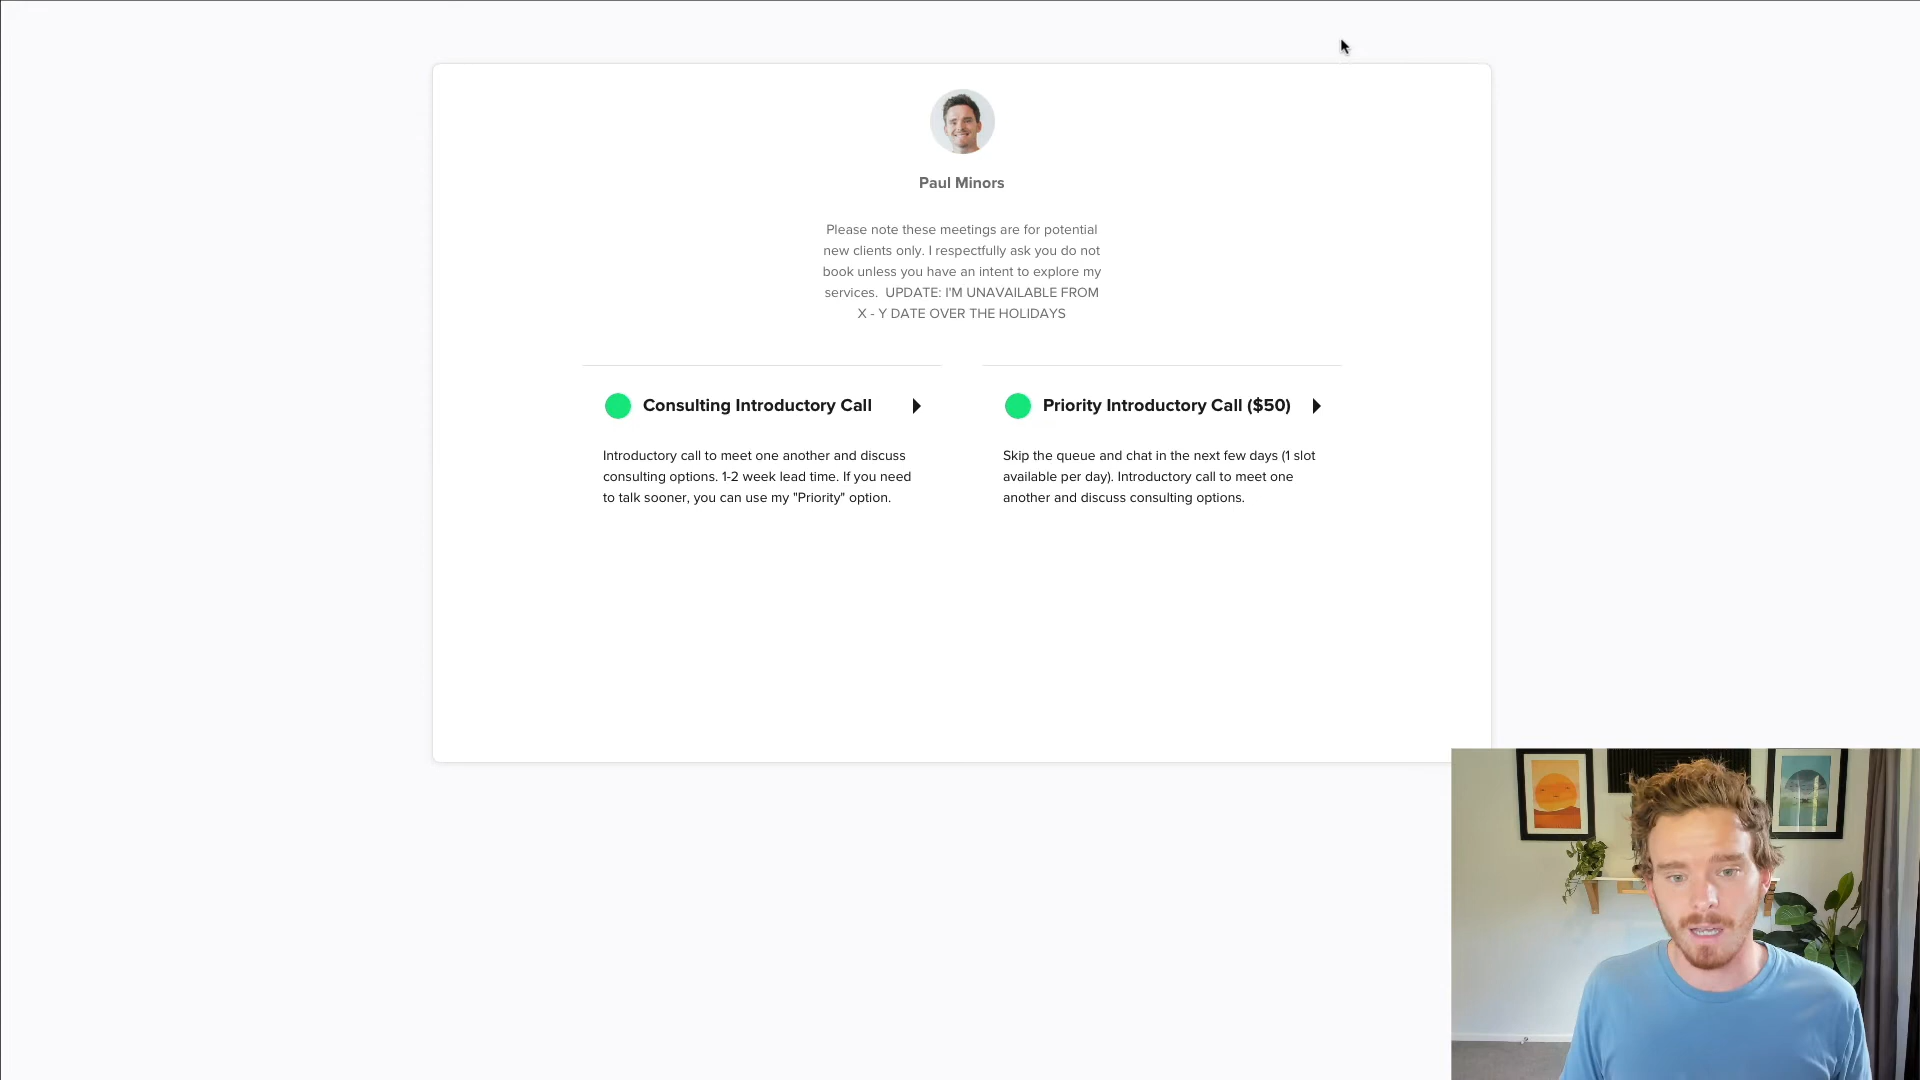 Paul Minors
Please note these meetings are for potential
new clients only. I respectfully ask you do not
book unless you have an intent to explore my
services.  UPDATE: I'M UNAVAILABLE FROM
X - Y DATE OVER THE HOLIDAYS
Consulting Introductory Call
Introductory call to meet one another and discuss
consulting options. 1-2 week lead time. If you need
to talk sooner, you can use my "Priority" option.
Priority Introductory Call ($50)
Skip the queue and chat in the next few days (1 slot
available per day). Introductory call to meet one
another and discuss consulting options.